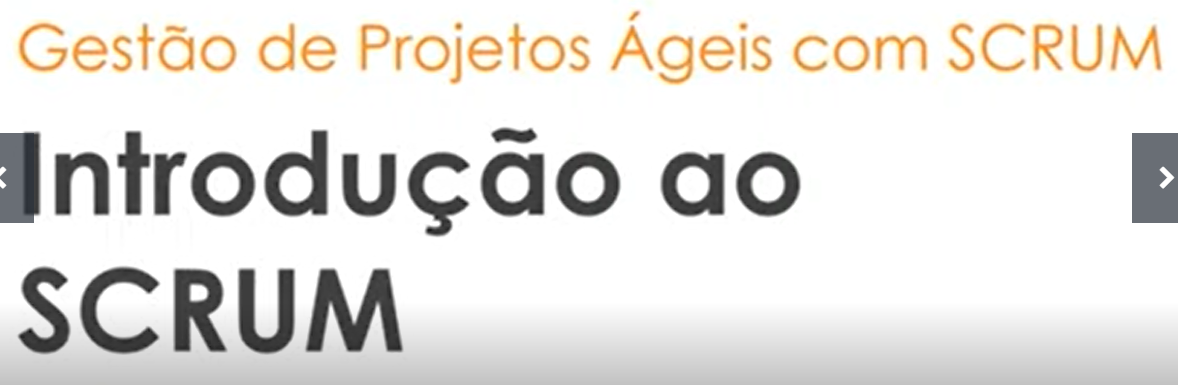 Gestão de Projetos Ágeis com SCRUM
Introdução ao
SCRUM